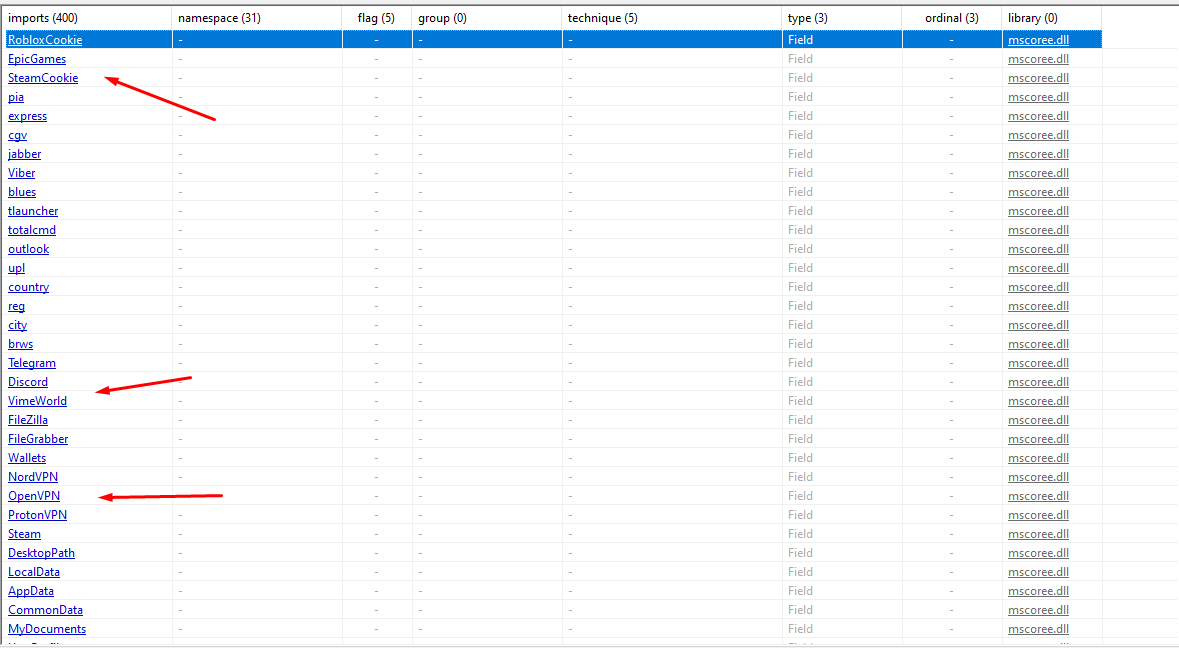 imports (400) namespace (31) flag (5) group (0) technique (5) type (3) ordinal (3) library (0)
RobloxCookie - - - - Field - mscoree.dll
EpicGames - - - - Field - mscoree.dll
SteamCookie - - - - Field - mscoree.dll
pia - - - - Field - mscoree.dll
express - - - - Field - mscoree.dll
cgv - - - - Field - mscoree.dll
jabber - - - - Field - mscoree.dll
Viber - - - - Field - mscoree.dll
blues - - - - Field - mscoree.dll
tlauncher - - - - Field - mscoree.dll
totalcmd - - - - Field - mscoree.dll
outlook - - - - Field - mscoree.dll
upl - - - - Field - mscoree.dll
country - - - - Field - mscoree.dll
reg - - - - Field - mscoree.dll
city - - - - Field - mscoree.dll
brws - - - - Field - mscoree.dll
Telegram - - - - Field - mscoree.dll
Discord - - - - Field - mscoree.dll
VimeWorld - - - - Field - mscoree.dll
FileZilla - - - - Field - mscoree.dll
FileGrabber - - - - Field - mscoree.dll
Wallets - - - - Field - mscoree.dll
NordVPN - - - - Field - mscoree.dll
OpenVPN - - - - Field - mscoree.dll
ProtonVPN - - - - Field - mscoree.dll
Steam - - - - Field - mscoree.dll
DesktopPath - - - - Field - mscoree.dll
LocalData - - - - Field - mscoree.dll
AppData - - - - Field - mscoree.dll
CommonData - - - - Field - mscoree.dll
MyDocuments - - - - Field - mscoree.dll